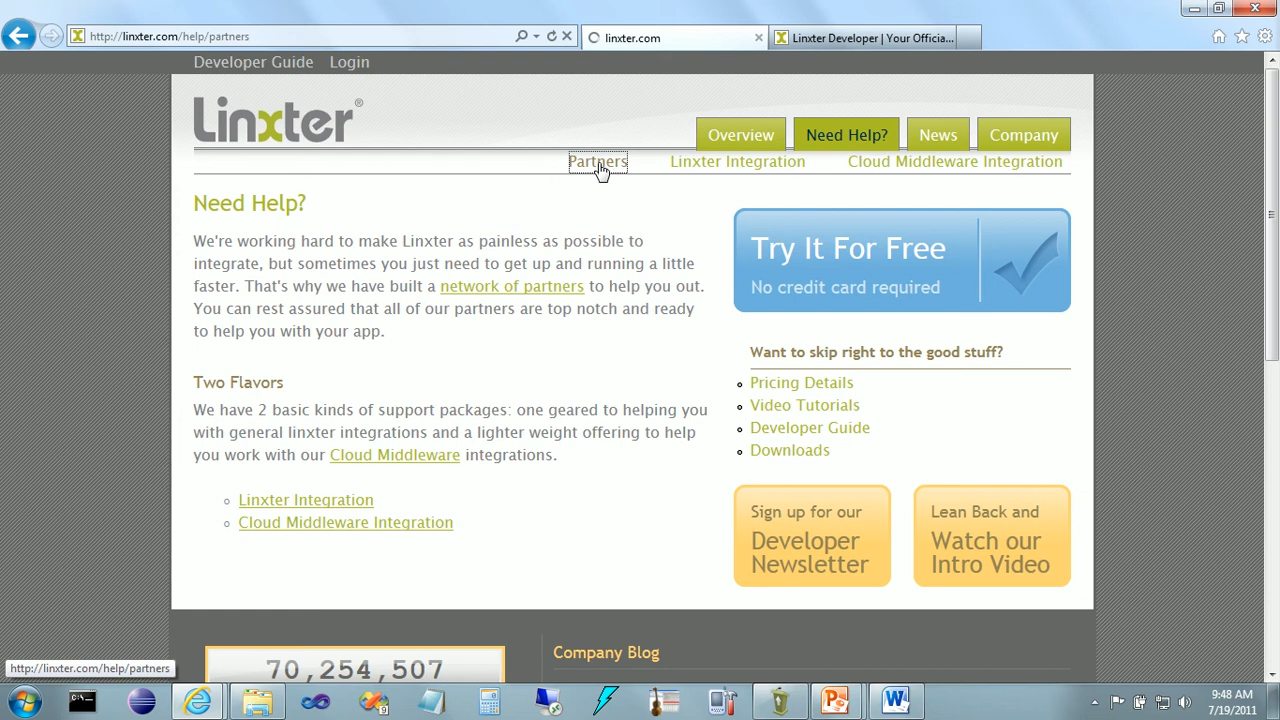 http://linxter.com/help/partners
linxter.com
Linxter Developer | Your Officia...
Developer Guide Login
Linxter®
Overview Need Help? News Company
Partners Linxter Integration Cloud Middleware Integration
Need Help?
We're working hard to make Linxter as painless as possible to
integrate, but sometimes you just need to get up and running a little
faster. That's why we have built a network of partners to help you out.
You can rest assured that all of our partners are top notch and ready
to help you with your app.
Two Flavors
We have 2 basic kinds of support packages: one geared to helping you
with general linxter integrations and a lighter weight offering to help
you work with our Cloud Middleware integrations.
Linxter Integration
Cloud Middleware Integration
Try It For Free
No credit card required
Want to skip right to the good stuff?
Pricing Details
Video Tutorials
Developer Guide
Downloads
Sign up for our
Developer
Newsletter
Lean Back and
Watch our
Intro Video
70,254,507
Company Blog
http://linxter.com/help/partners
9:48 AM
7/19/2011